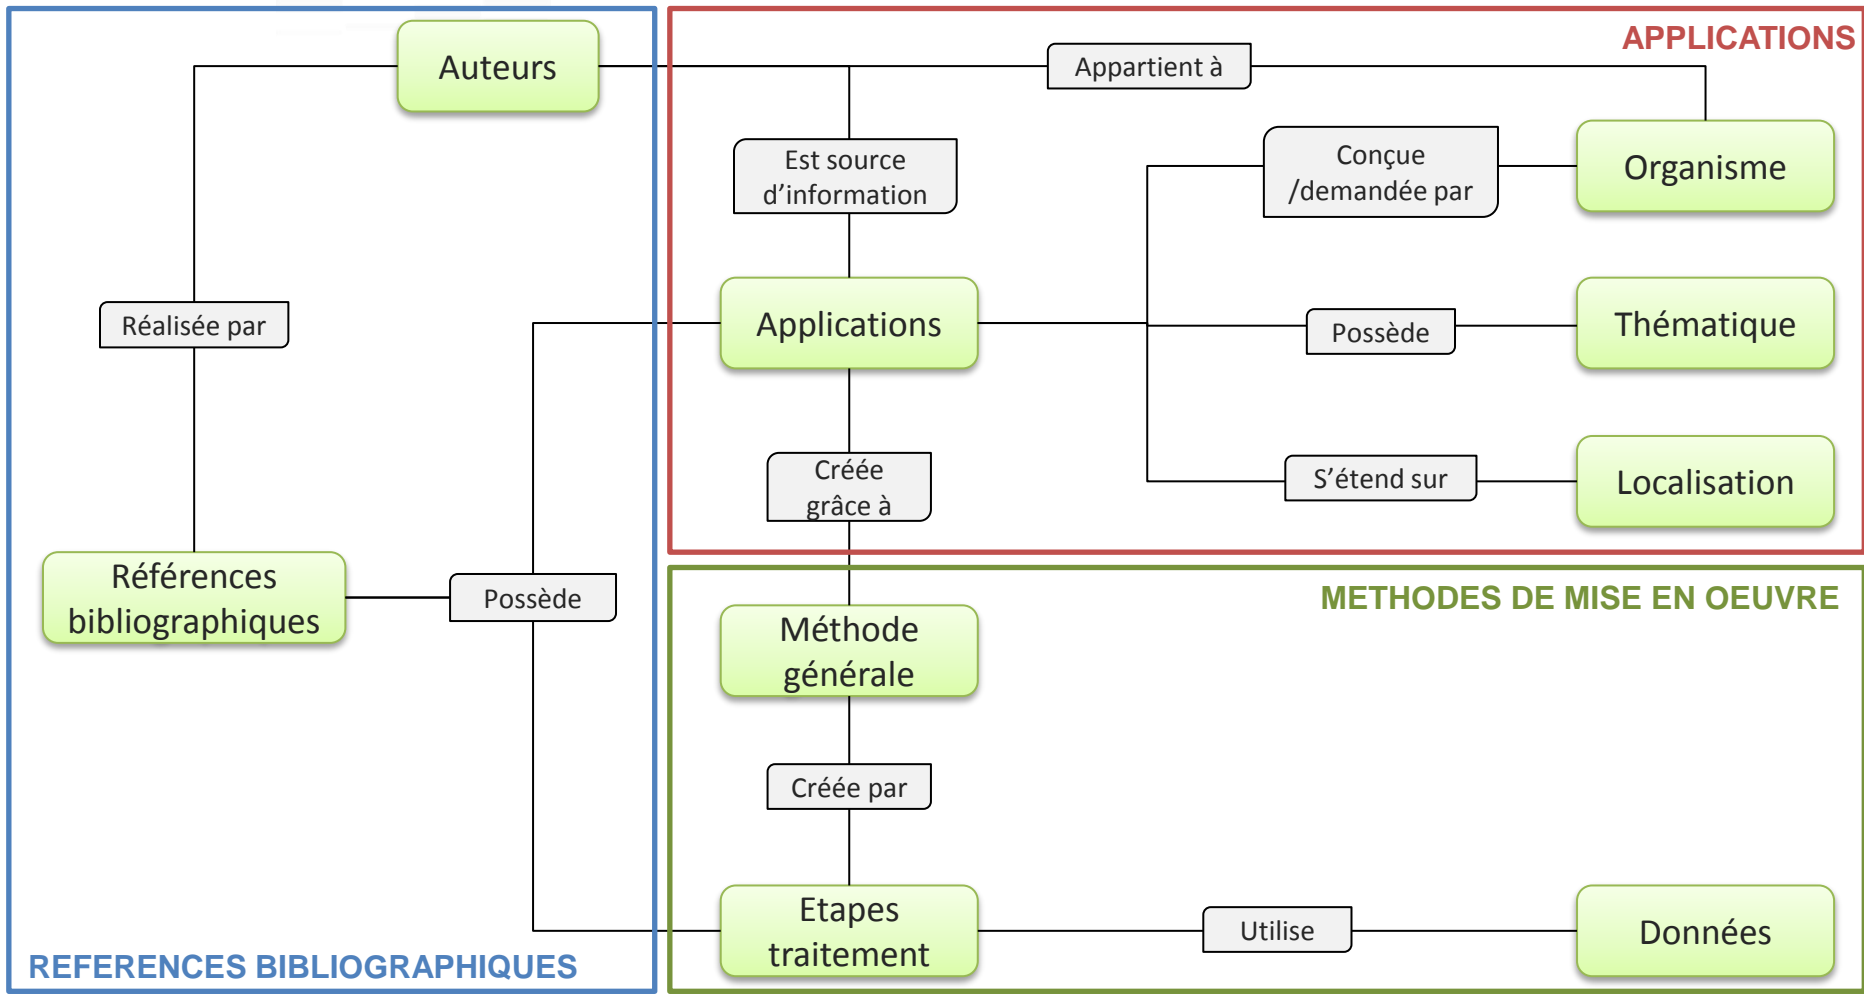 APPLICATIONS
Auteurs
Appartient à
Est source
d’information
Conçue
/demandée par
Organisme
Réalisée par
Applications
Possède
Thématique
Créée
grâce à
S’étend sur
Localisation
Références
bibliographiques
Possède
METHODES DE MISE EN OEUVRE
Méthode
générale
Créée par
Etapes
traitement
Utilise
Données
REFERENCES BIBLIOGRAPHIQUES